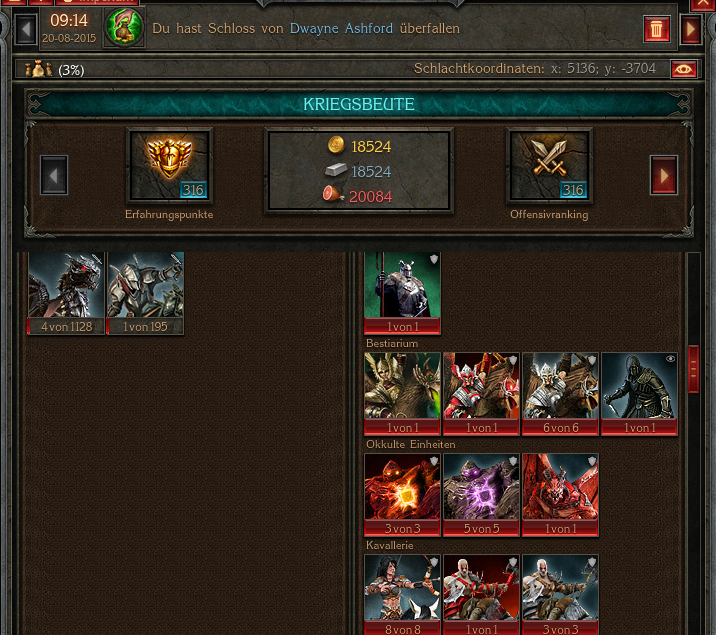 09:14
20-08-2015
Du hast Schloss von Dwayne Ashford überfallen
(3%)
Schlachtkoordinaten: x: 5136; y: -3704
KRIEGSBEUTE
316
18524
18524
20084
316
Erfahrungspunkte
Offensivranking
4 von 1128
1 von 195
1 von 1
Bestiarium
1 von 1
1 von 1
6 von 6
1 von 1
Okkulte Einheiten
3 von 3
5 von 5
1 von 1
Kavallerie
8 von 8
1 von 1
3 von 3